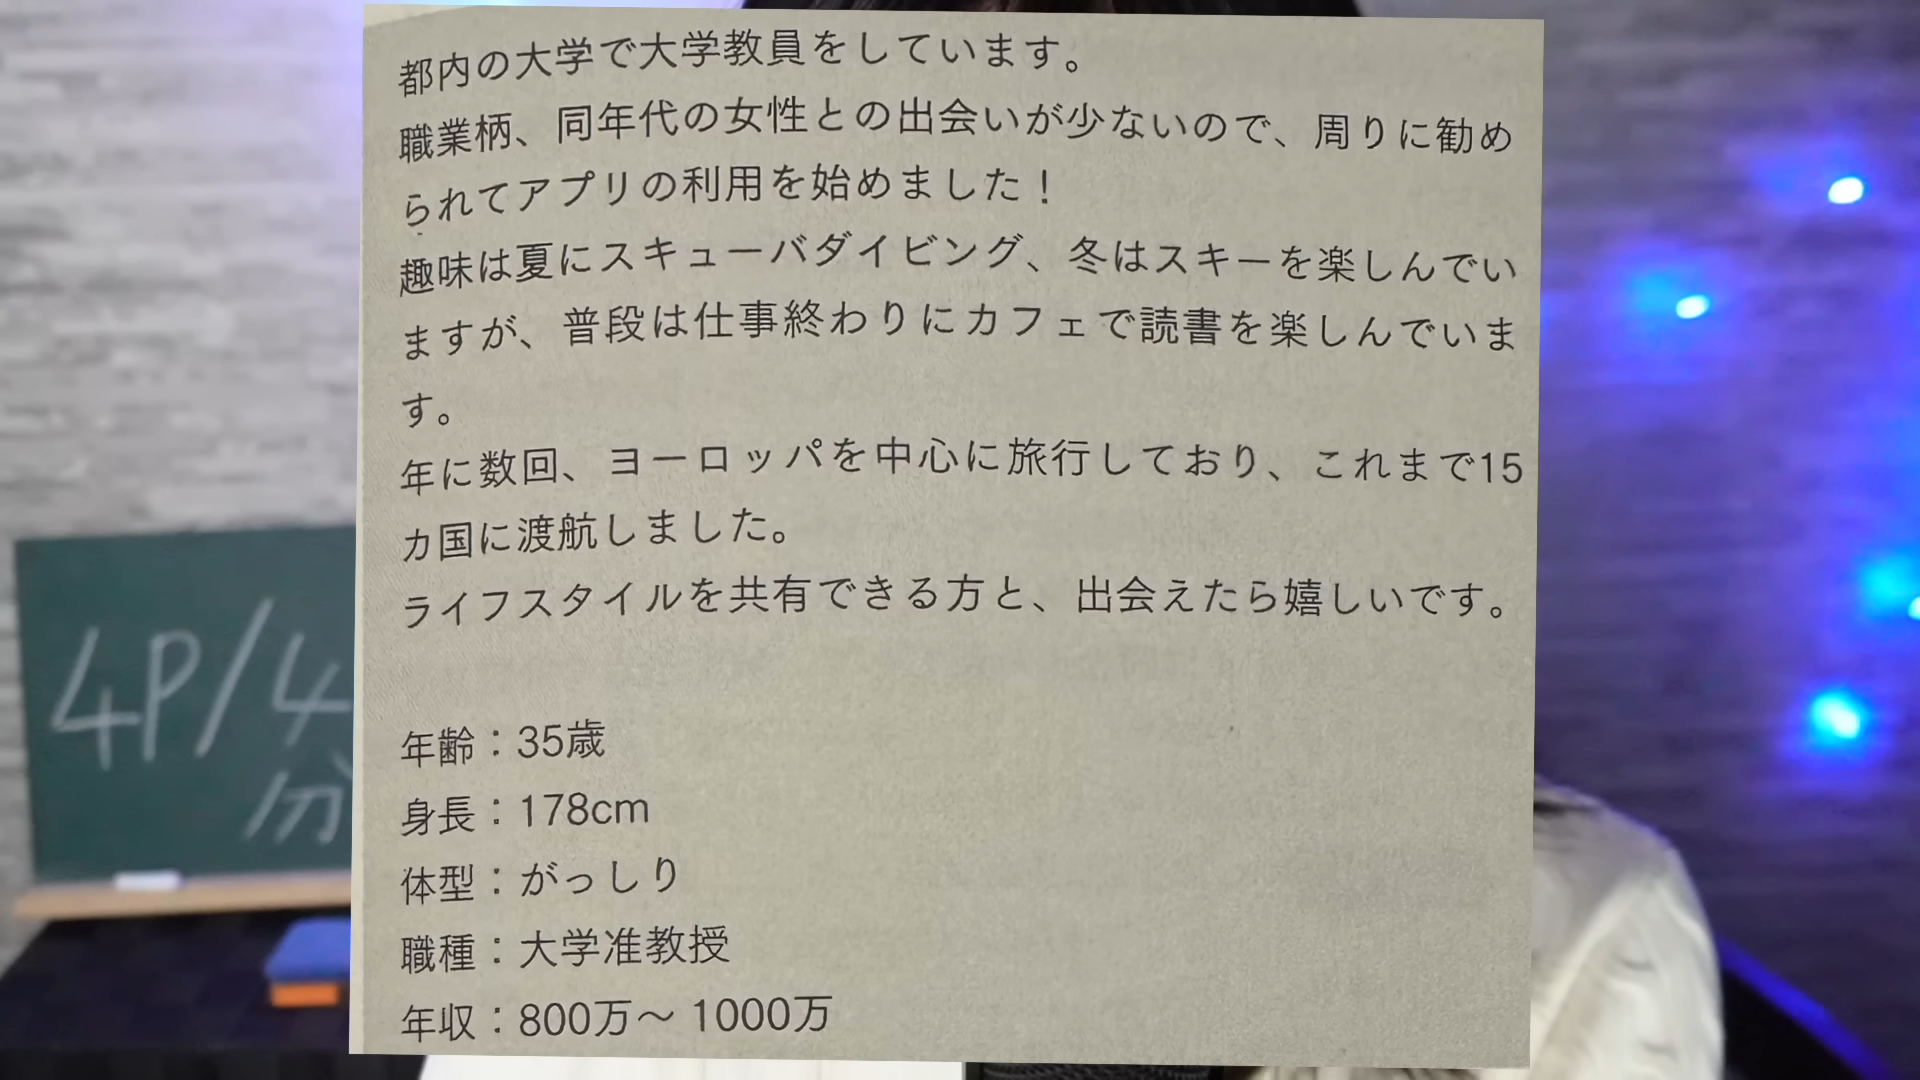 都内の大学で大学教員をしています。
職業柄、同年代の女性との出会いが少ないので、周りに勧め
られてアプリの利用を始めました！
趣味は夏にスキューバダイビング、冬はスキーを楽しんでい
ますが、普段は仕事終わりにカフェで読書を楽しんでいま
す。
年に数回、ヨーロッパを中心に旅行しており、これまで15
カ国に渡航しました。
ライフスタイルを共有できる方と、出会えたら嬉しいです。
年齢：35歳
身長：178cm
体型：がっしり
職種：大学准教授
年収：800万～1000万
4P/4
分